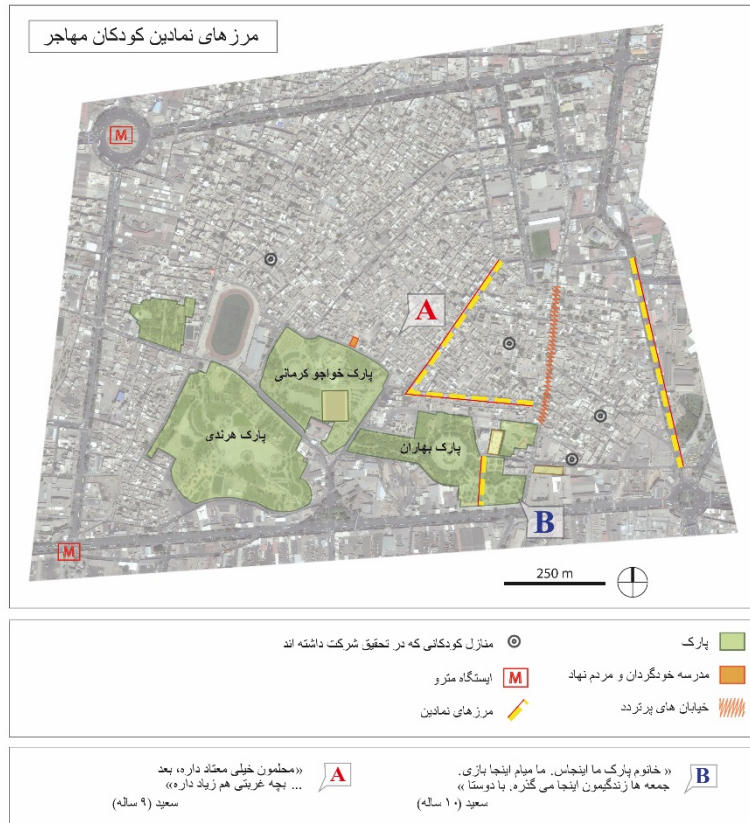 مرزهای نمادین کودکان مهاجر
M
A
پارک خواجو کرمانی
پارک هرندی
پارک بهاران
B
M
250 m
پارک
منازل کودکانی که در تحقیق شرکت داشته اند
مدرسه خودگردان و مردم نهاد
M ایستگاه مترو
خیابان های پرتردد
مرزهای نمادین
B
« خانوم پارک ما اینجاس. ما میام اینجا بازی.
جمعه ها زندگیمون اینجا می گذره. با دوستا »
سعید (۱۰ ساله)
A
«محلمون خیلی معتاد داره، بعد
... بچه غربتی هم زیاد داره»
سعید (۹ ساله)